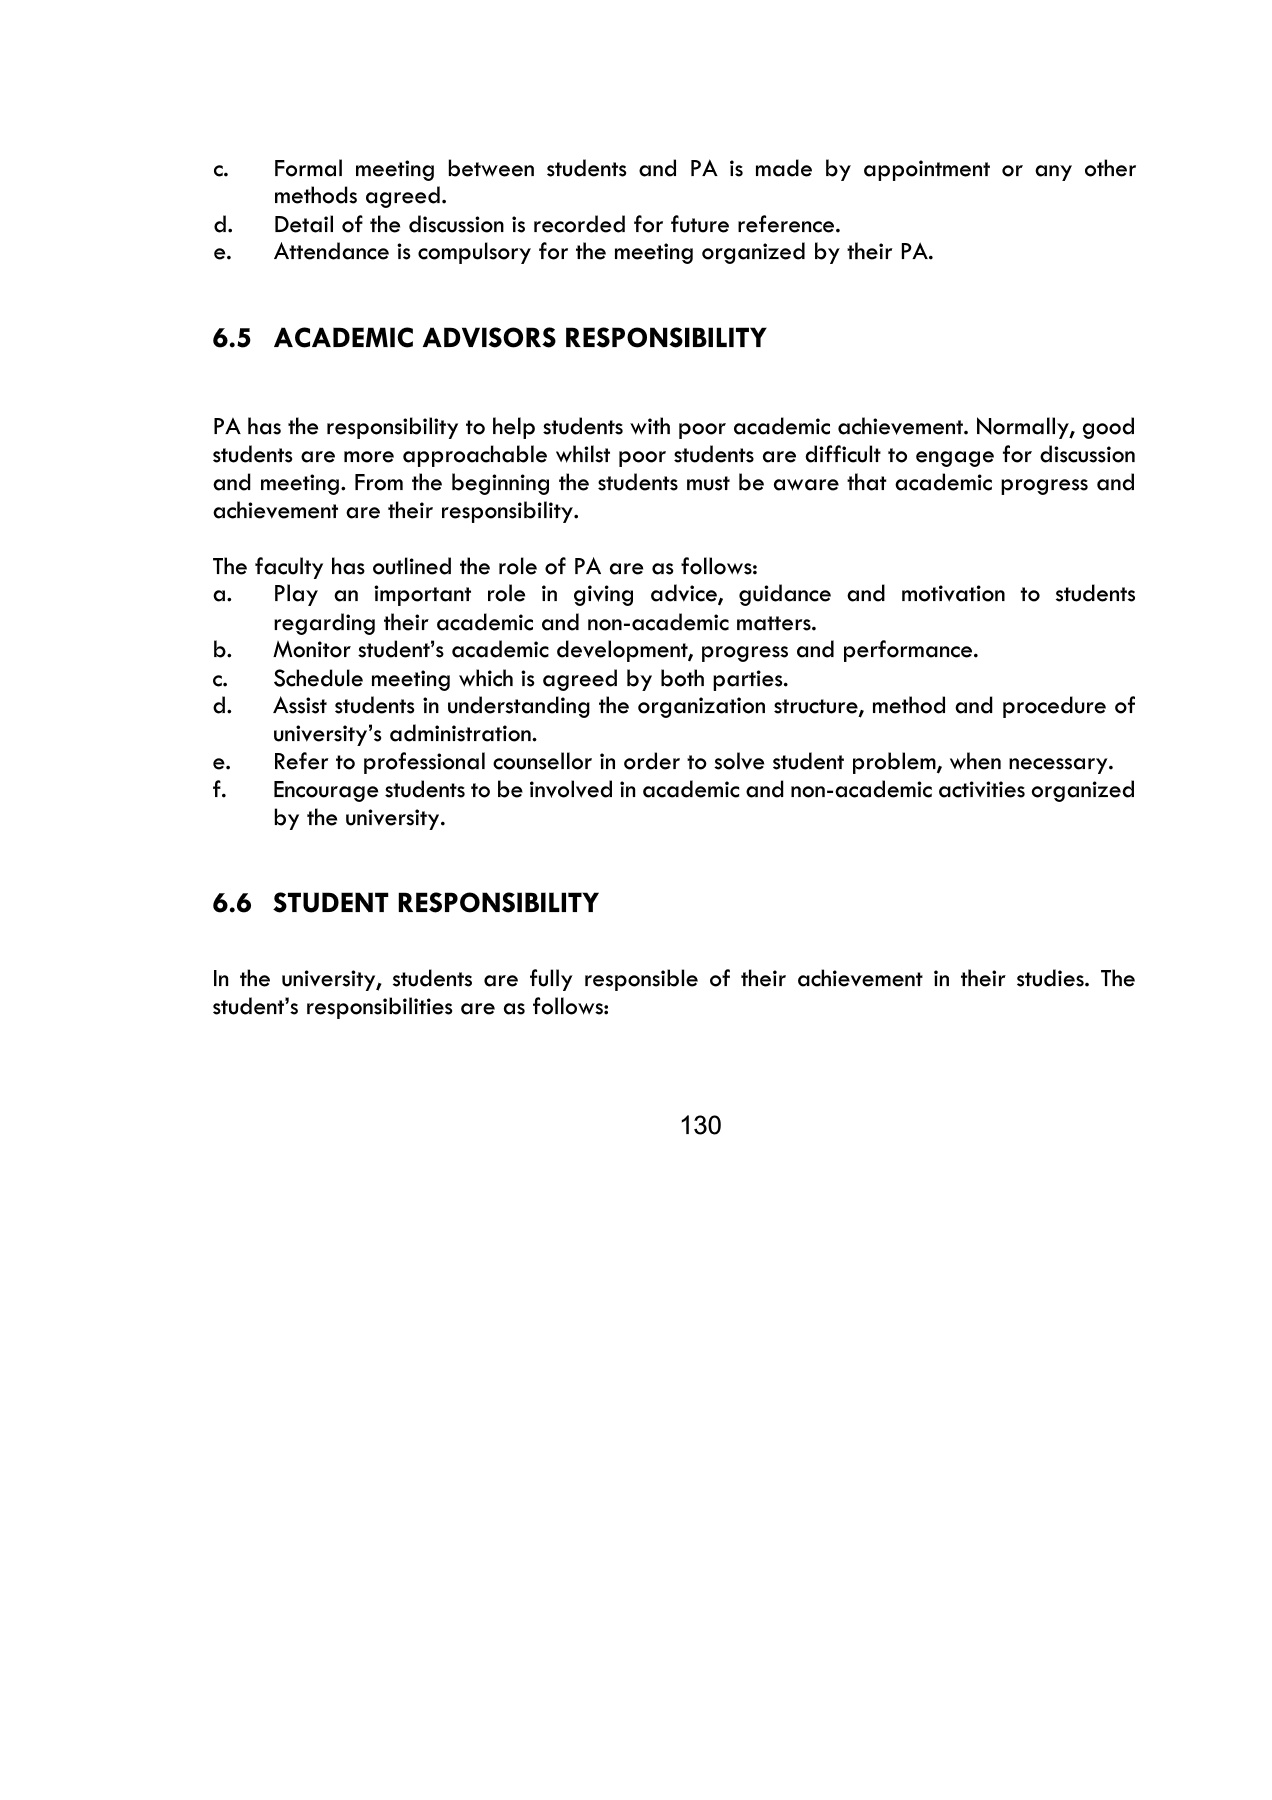 c. Formal meeting between students and PA is made by appointment or any other
methods agreed.
d. Detail of the discussion is recorded for future reference.
e. Attendance is compulsory for the meeting organized by their PA.
6.5 ACADEMIC ADVISORS RESPONSIBILITY
PA has the responsibility to help students with poor academic achievement. Normally, good
students are more approachable whilst poor students are difficult to engage for discussion
and meeting. From the beginning the students must be aware that academic progress and
achievement are their responsibility.
The faculty has outlined the role of PA are as follows:
a. Play an important role in giving advice, guidance and motivation to students
regarding their academic and non-academic matters.
b. Monitor student’s academic development, progress and performance.
c. Schedule meeting which is agreed by both parties.
d. Assist students in understanding the organization structure, method and procedure of
university’s administration.
e. Refer to professional counsellor in order to solve student problem, when necessary.
f. Encourage students to be involved in academic and non-academic activities organized
by the university.
6.6 STUDENT RESPONSIBILITY
In the university, students are fully responsible of their achievement in their studies. The
student’s responsibilities are as follows:
130